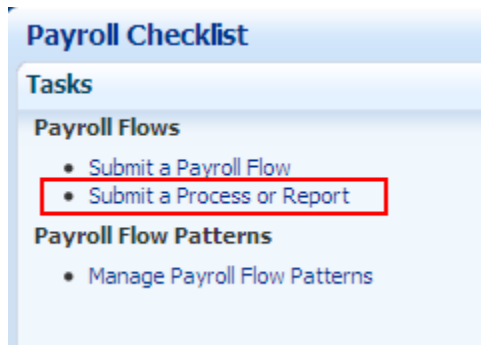 Payroll Checklist
Tasks
Payroll Flows
Submit a Payroll Flow
Submit a Process or Report
Payroll Flow Patterns
Manage Payroll Flow Patterns